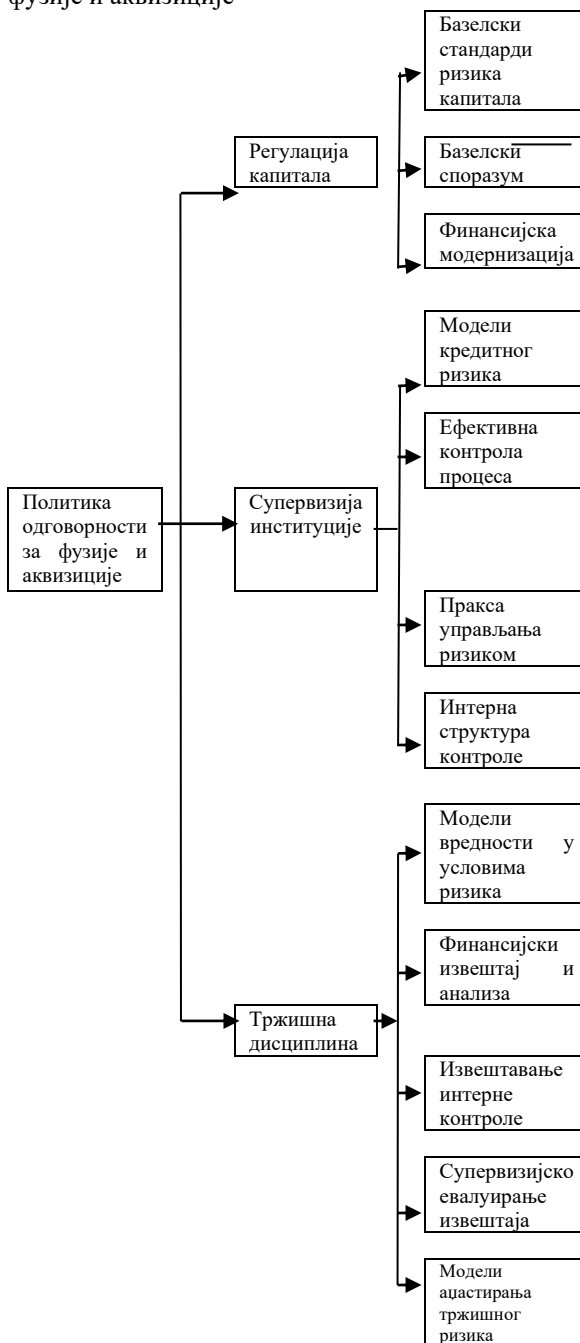 фузије и аквизиције
Базелски
стандарди
ризика
капитала
Регулација
капитала
Базелски
споразум
Финансијска
модернизација
Модели
кредитног
ризика
Ефективна
контрола
процеса
Политика
одговорности
за фузије и
аквизиције
Супервизија
институције
Пракса
управљања
ризиком
Интерна
структура
контроле
Модели
вредности у
условима
ризика
Финансијски
извештај и
анализа
Тржишна
дисциплина
Извештавање
интерне
контроле
Супервизијско
евалуирање
извештаја
Модели
аџастирања
тржишног
ризика